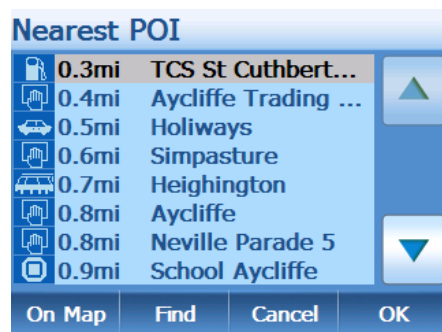 Nearest POI
0.3mi TCS St Cuthbert...
0.4mi Aycliffe Trading ...
0.5mi Holiways
0.6mi Simpasture
0.7mi Heighington
0.8mi Aycliffe
0.8mi Neville Parade 5
0.9mi School Aycliffe
On Map Find Cancel OK